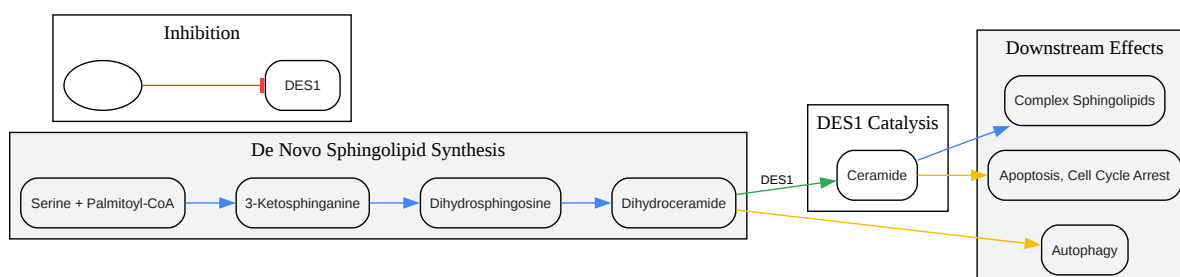 Inhibition
DES1
De Novo Sphingolipid Synthesis
Serine + Palmitoyl-CoA
3-Ketosphinganine
Dihydrosphingosine
Dihydroceramide
DES1
DES1 Catalysis
Ceramide
Downstream Effects
Complex Sphingolipids
Apoptosis, Cell Cycle Arrest
Autophagy